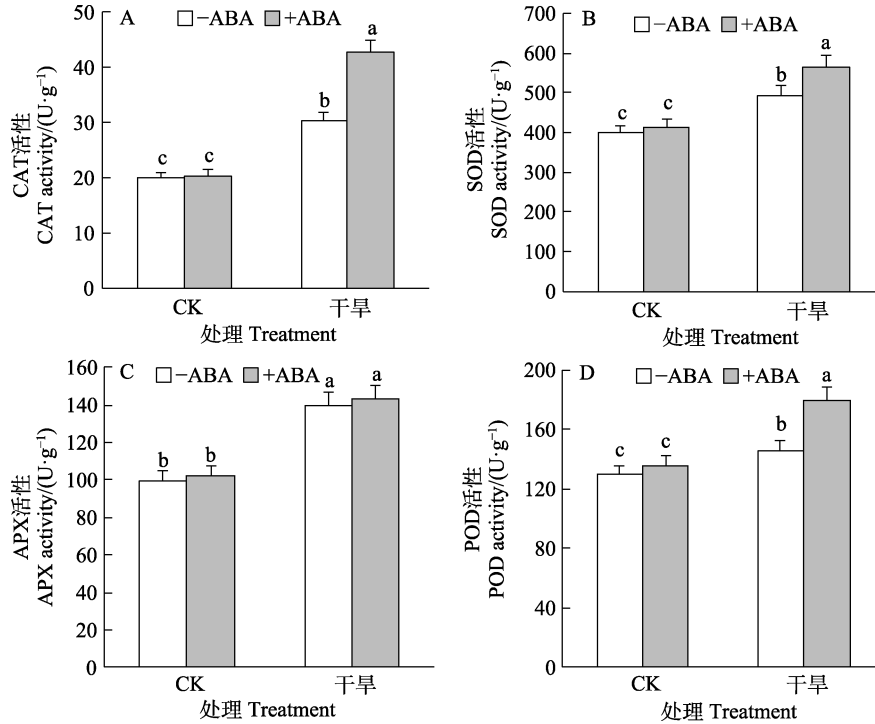 A
−ABA +ABA
50
40
30
20
10
0
CAT活性
CAT activity/(U·g⁻¹)
c c b a
CK 干旱
处理 Treatment
B
−ABA +ABA
700
600
500
400
300
200
100
0
SOD活性
SOD activity/(U·g⁻¹)
c c b a
CK 干旱
处理 Treatment
C
−ABA +ABA
160
140
120
100
80
60
40
20
0
APX活性
APX activity/(U·g⁻¹)
b b a a
CK 干旱
处理 Treatment
D
−ABA +ABA
200
160
120
80
40
0
POD活性
POD activity/(U·g⁻¹)
c c b a
CK 干旱
处理 Treatment